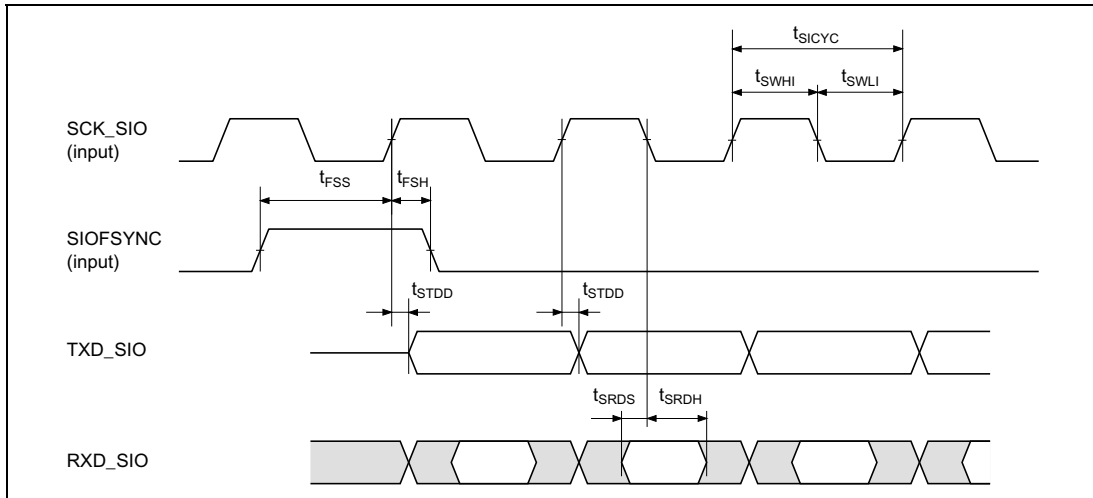 tSICYC
tSWHI tSWLI
SCK_SIO
(input)
tFSS tFSH
SIOFSYNC
(input)
tSTDD tSTDD
TXD_SIO
tSRDS tSRDH
RXD_SIO